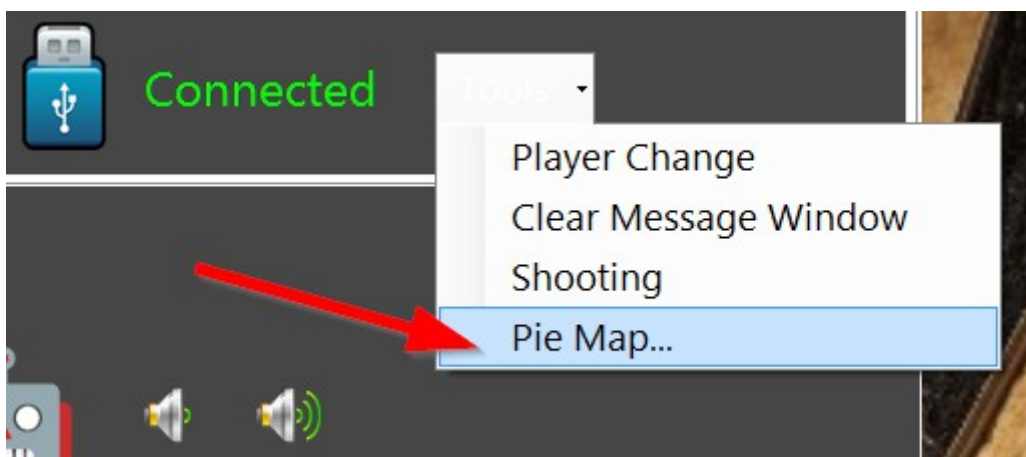 Connected
Tools
Player Change
Clear Message Window
Shooting
Pie Map...